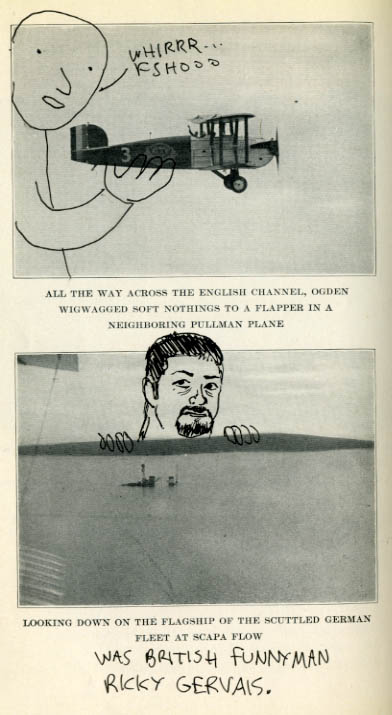 WHIRRR...
KSHOOO
3
ALL THE WAY ACROSS THE ENGLISH CHANNEL, OGDEN
WIGWAGGED SOFT NOTHINGS TO A FLAPPER IN A
NEIGHBORING PULLMAN PLANE
LOOKING DOWN ON THE FLAGSHIP OF THE SCUTTLED GERMAN
FLEET AT SCAPA FLOW
WAS BRITISH FUNNYMAN
RICKY GERVAIS.